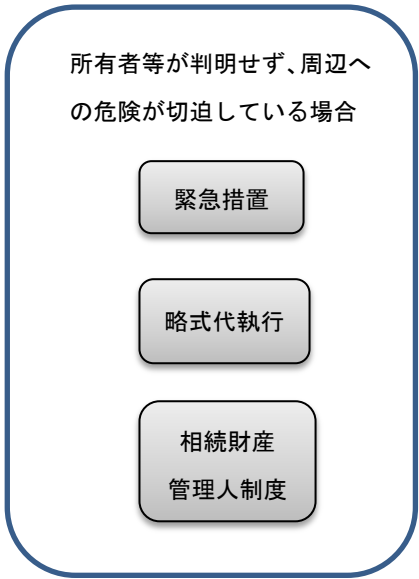 所有者等が判明せず、周辺へ
の危険が切迫している場合
緊急措置
略式代執行
相続財産
管理人制度